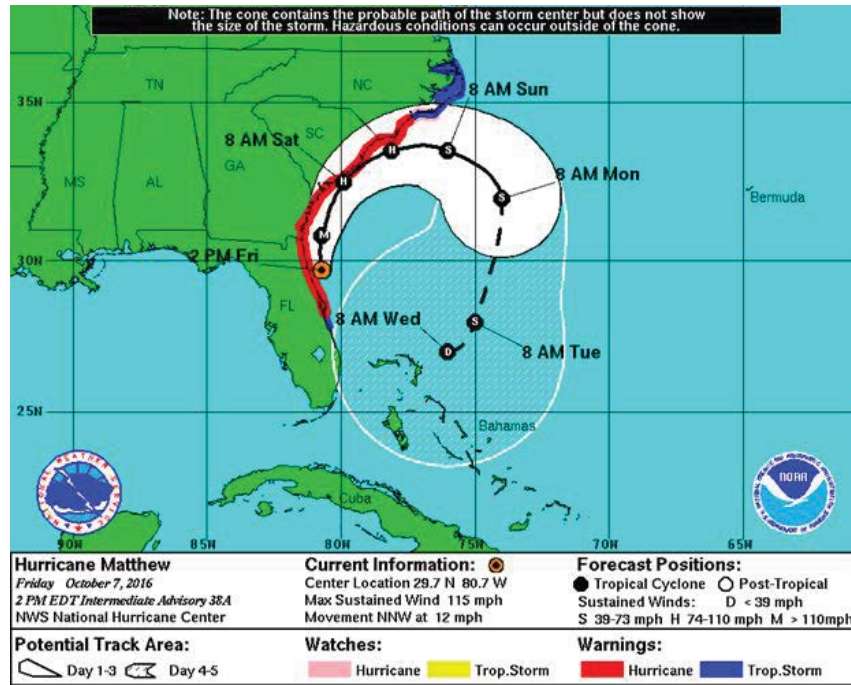 Note: The cone contains the probable path of the storm center but does not show
the size of the storm. Hazardous conditions can occur outside of the cone.
TN
NC
35N
8 AM Sun
SC
8 AM Sat
GA
MS
AL
8 AM Mon
Bermuda
30N
2 PM Fri
FL
8 AM Wed
8 AM Tue
25N
Bahamas
Cuba
NATIONAL WEATHER SERVICE
NOAA
90W
85W
80W
75W
70W
65W
H
S
H
S
M
S
D
Hurricane Matthew
Friday October 7, 2016
2 PM EDT Intermediate Advisory 38A
NWS National Hurricane Center
Current Information:
Center Location 29.7 N 80.7 W
Max Sustained Wind 115 mph
Movement NNW at 12 mph
Forecast Positions:
Tropical Cyclone Post-Tropical
Sustained Winds: D < 39 mph
S 39-73 mph H 74-110 mph M > 110mph
Potential Track Area:
Day 1-3 Day 4-5
Watches:
Hurricane Trop.Storm
Warnings:
Hurricane Trop.Storm